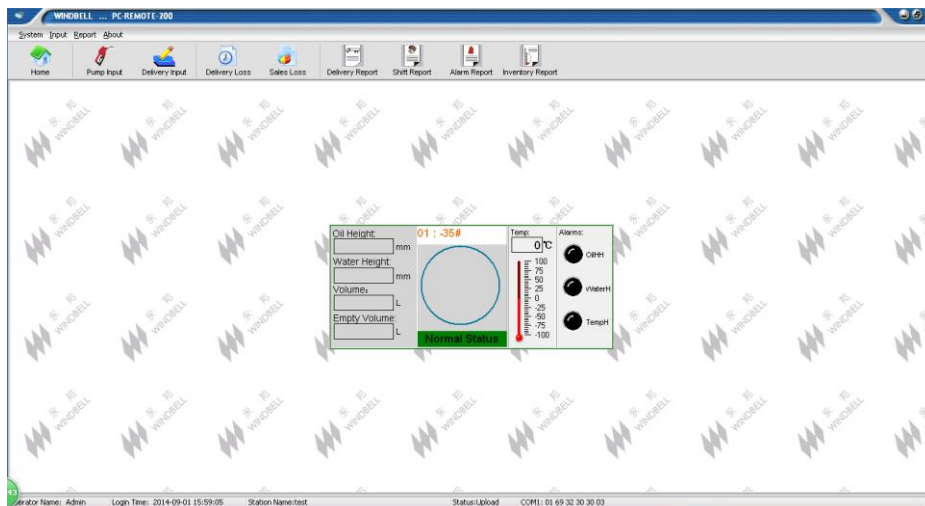 WINDBELL ... PC-REMOTE-200
System Input Report About
Home Pump Input Delivery Input Delivery Loss Sales Loss Delivery Report Shift Report Alarm Report Inventory Report
Oil Height:
mm
Water Height:
mm
Volume:
L
Empty Volume:
L
01 : -35#
Normal Status
Temp:
0 ℃
100
75
50
25
0
-25
-50
-75
-100
Alarms:
OilHH
WaterH
TempH
WINDBELL
43
erator Name: Admin Login Time: 2014-09-01 15:59:05 Station Name:test Status:Upload COM1: 01 69 32 30 30 03